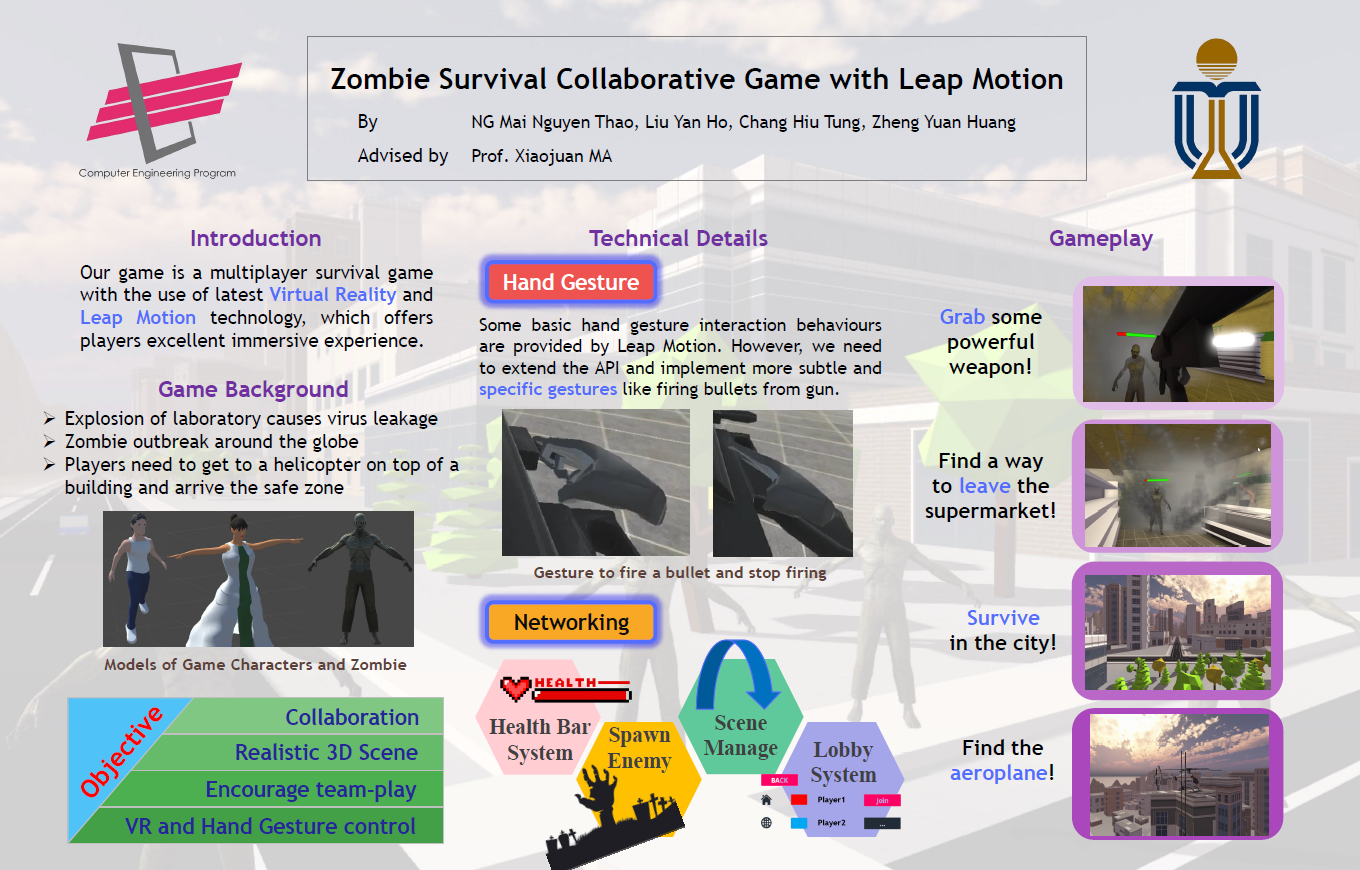 Computer Engineering Program
Zombie Survival Collaborative Game with Leap Motion
By NG Mai Nguyen Thao, Liu Yan Ho, Chang Hiu Tung, Zheng Yuan Huang
Advised by Prof. Xiaojuan MA
Introduction
Our game is a multiplayer survival game
with the use of latest Virtual Reality and
Leap Motion technology, which offers
players excellent immersive experience.
Game Background
➢ Explosion of laboratory causes virus leakage
➢ Zombie outbreak around the globe
➢ Players need to get to a helicopter on top of a
building and arrive the safe zone
Models of Game Characters and Zombie
Objective
Collaboration
Realistic 3D Scene
Encourage team-play
VR and Hand Gesture control
Technical Details
Hand Gesture
Some basic hand gesture interaction behaviours
are provided by Leap Motion. However, we need
to extend the API and implement more subtle and
specific gestures like firing bullets from gun.
Gesture to fire a bullet and stop firing
Networking
HEALTH
Health Bar
System
Spawn
Enemy
Scene
Manage
Lobby
System
BACK
Player1 Join
Player2 ...
Gameplay
Grab some
powerful
weapon!
Find a way
to leave the
supermarket!
Survive
in the city!
Find the
aeroplane!